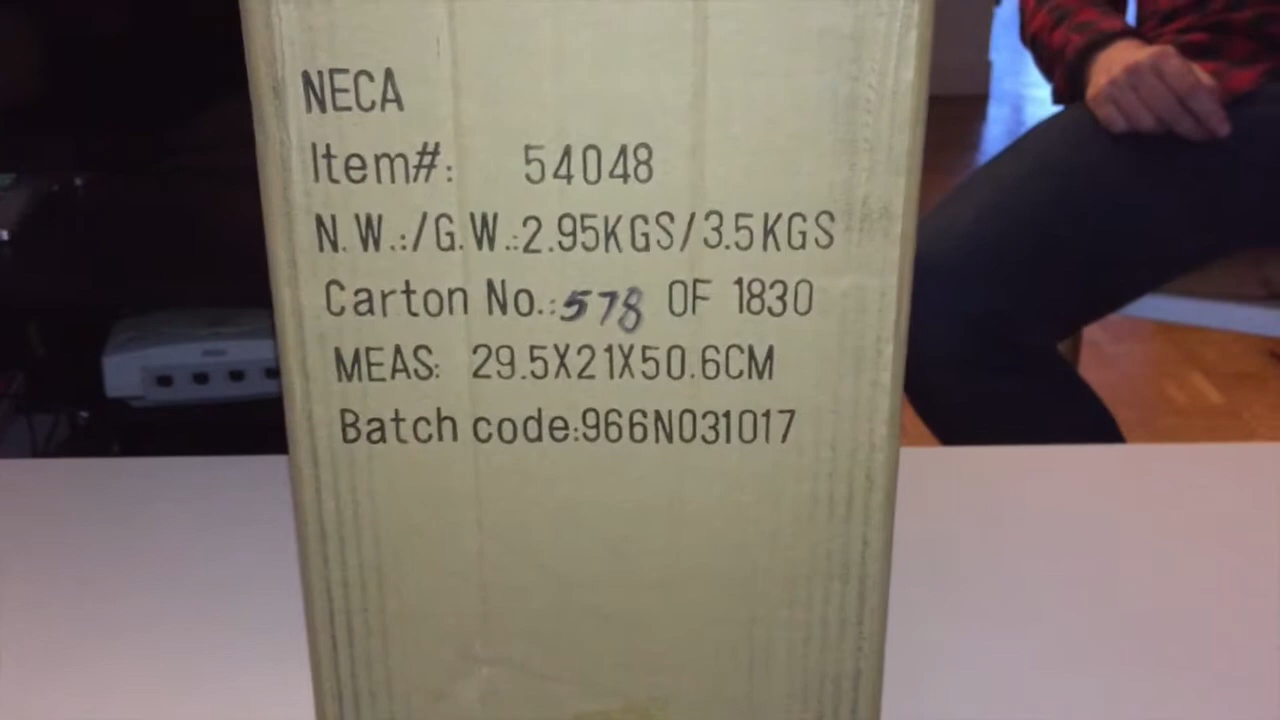 NECA
Item#: 54048
N.W.:/G.W.:2.95KGS/3.5KGS
Carton No.:578 OF 1830
MEAS: 29.5X21X50.6CM
Batch code:966N031017